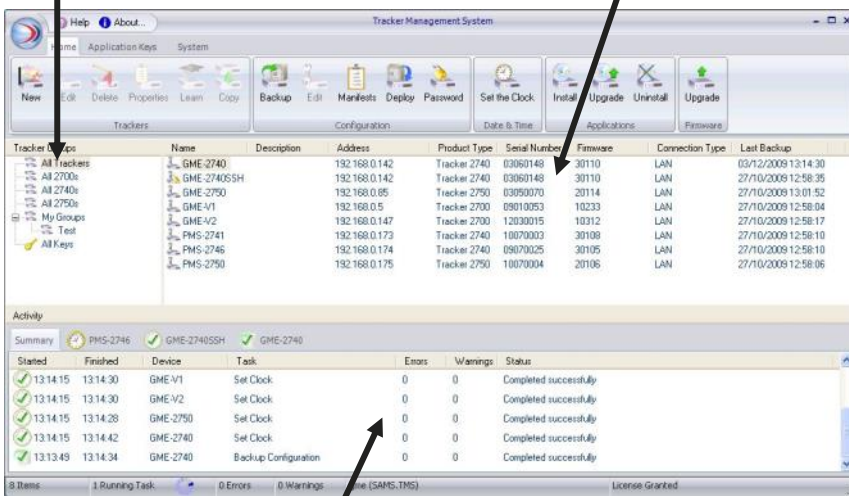 Help About... Tracker Management System
Home Application Keys System
New Edit Delete Properties Learn Copy Backup Edit Manifests Deploy Password Set the Clock Install Upgrade Uninstall Upgrade
Trackers Configuration Date & Time Applications Firmware
Tracker Groups
All Trackers
All 2700s
All 2740s
All 2750s
My Groups
Test
All Keys
Name Description Address Product Type Serial Number Firmware Connection Type Last Backup
GME-2740 192.168.0.142 Tracker 2740 03060148 30110 LAN 03/12/2009 13:14:30
GME-2740SSH 192.168.0.142 Tracker 2740 03060148 30110 LAN 27/10/2009 12:58:35
GME-2750 192.168.0.85 Tracker 2750 03050070 20114 LAN 27/10/2009 13:01:52
GME-V1 192.168.0.5 Tracker 2700 09010053 10233 LAN 27/10/2009 12:58:04
GME-V2 192.168.0.147 Tracker 2700 12030015 10312 LAN 27/10/2009 12:58:17
PMS-2741 192.168.0.173 Tracker 2740 10070003 30108 LAN 27/10/2009 12:58:10
PMS-2746 192.168.0.174 Tracker 2740 09070025 30105 LAN 27/10/2009 12:58:10
PMS-2750 192.168.0.175 Tracker 2750 10070004 20106 LAN 27/10/2009 12:58:06
Activity
Summary PMS-2746 GME-2740SSH GME-2740
Started Finished Device Task Errors Warnings Status
13:14:15 13:14:30 GME-V1 Set Clock 0 0 Completed successfully
13:14:15 13:14:30 GME-V2 Set Clock 0 0 Completed successfully
13:14:15 13:14:28 GME-2750 Set Clock 0 0 Completed successfully
13:14:15 13:14:42 GME-2740 Set Clock 0 0 Completed successfully
13:13:49 13:14:34 GME-2740 Backup Configuration 0 0 Completed successfully
8 Items 1 Running Task 0 Errors 0 Warnings (SAMS.TMS) License Granted